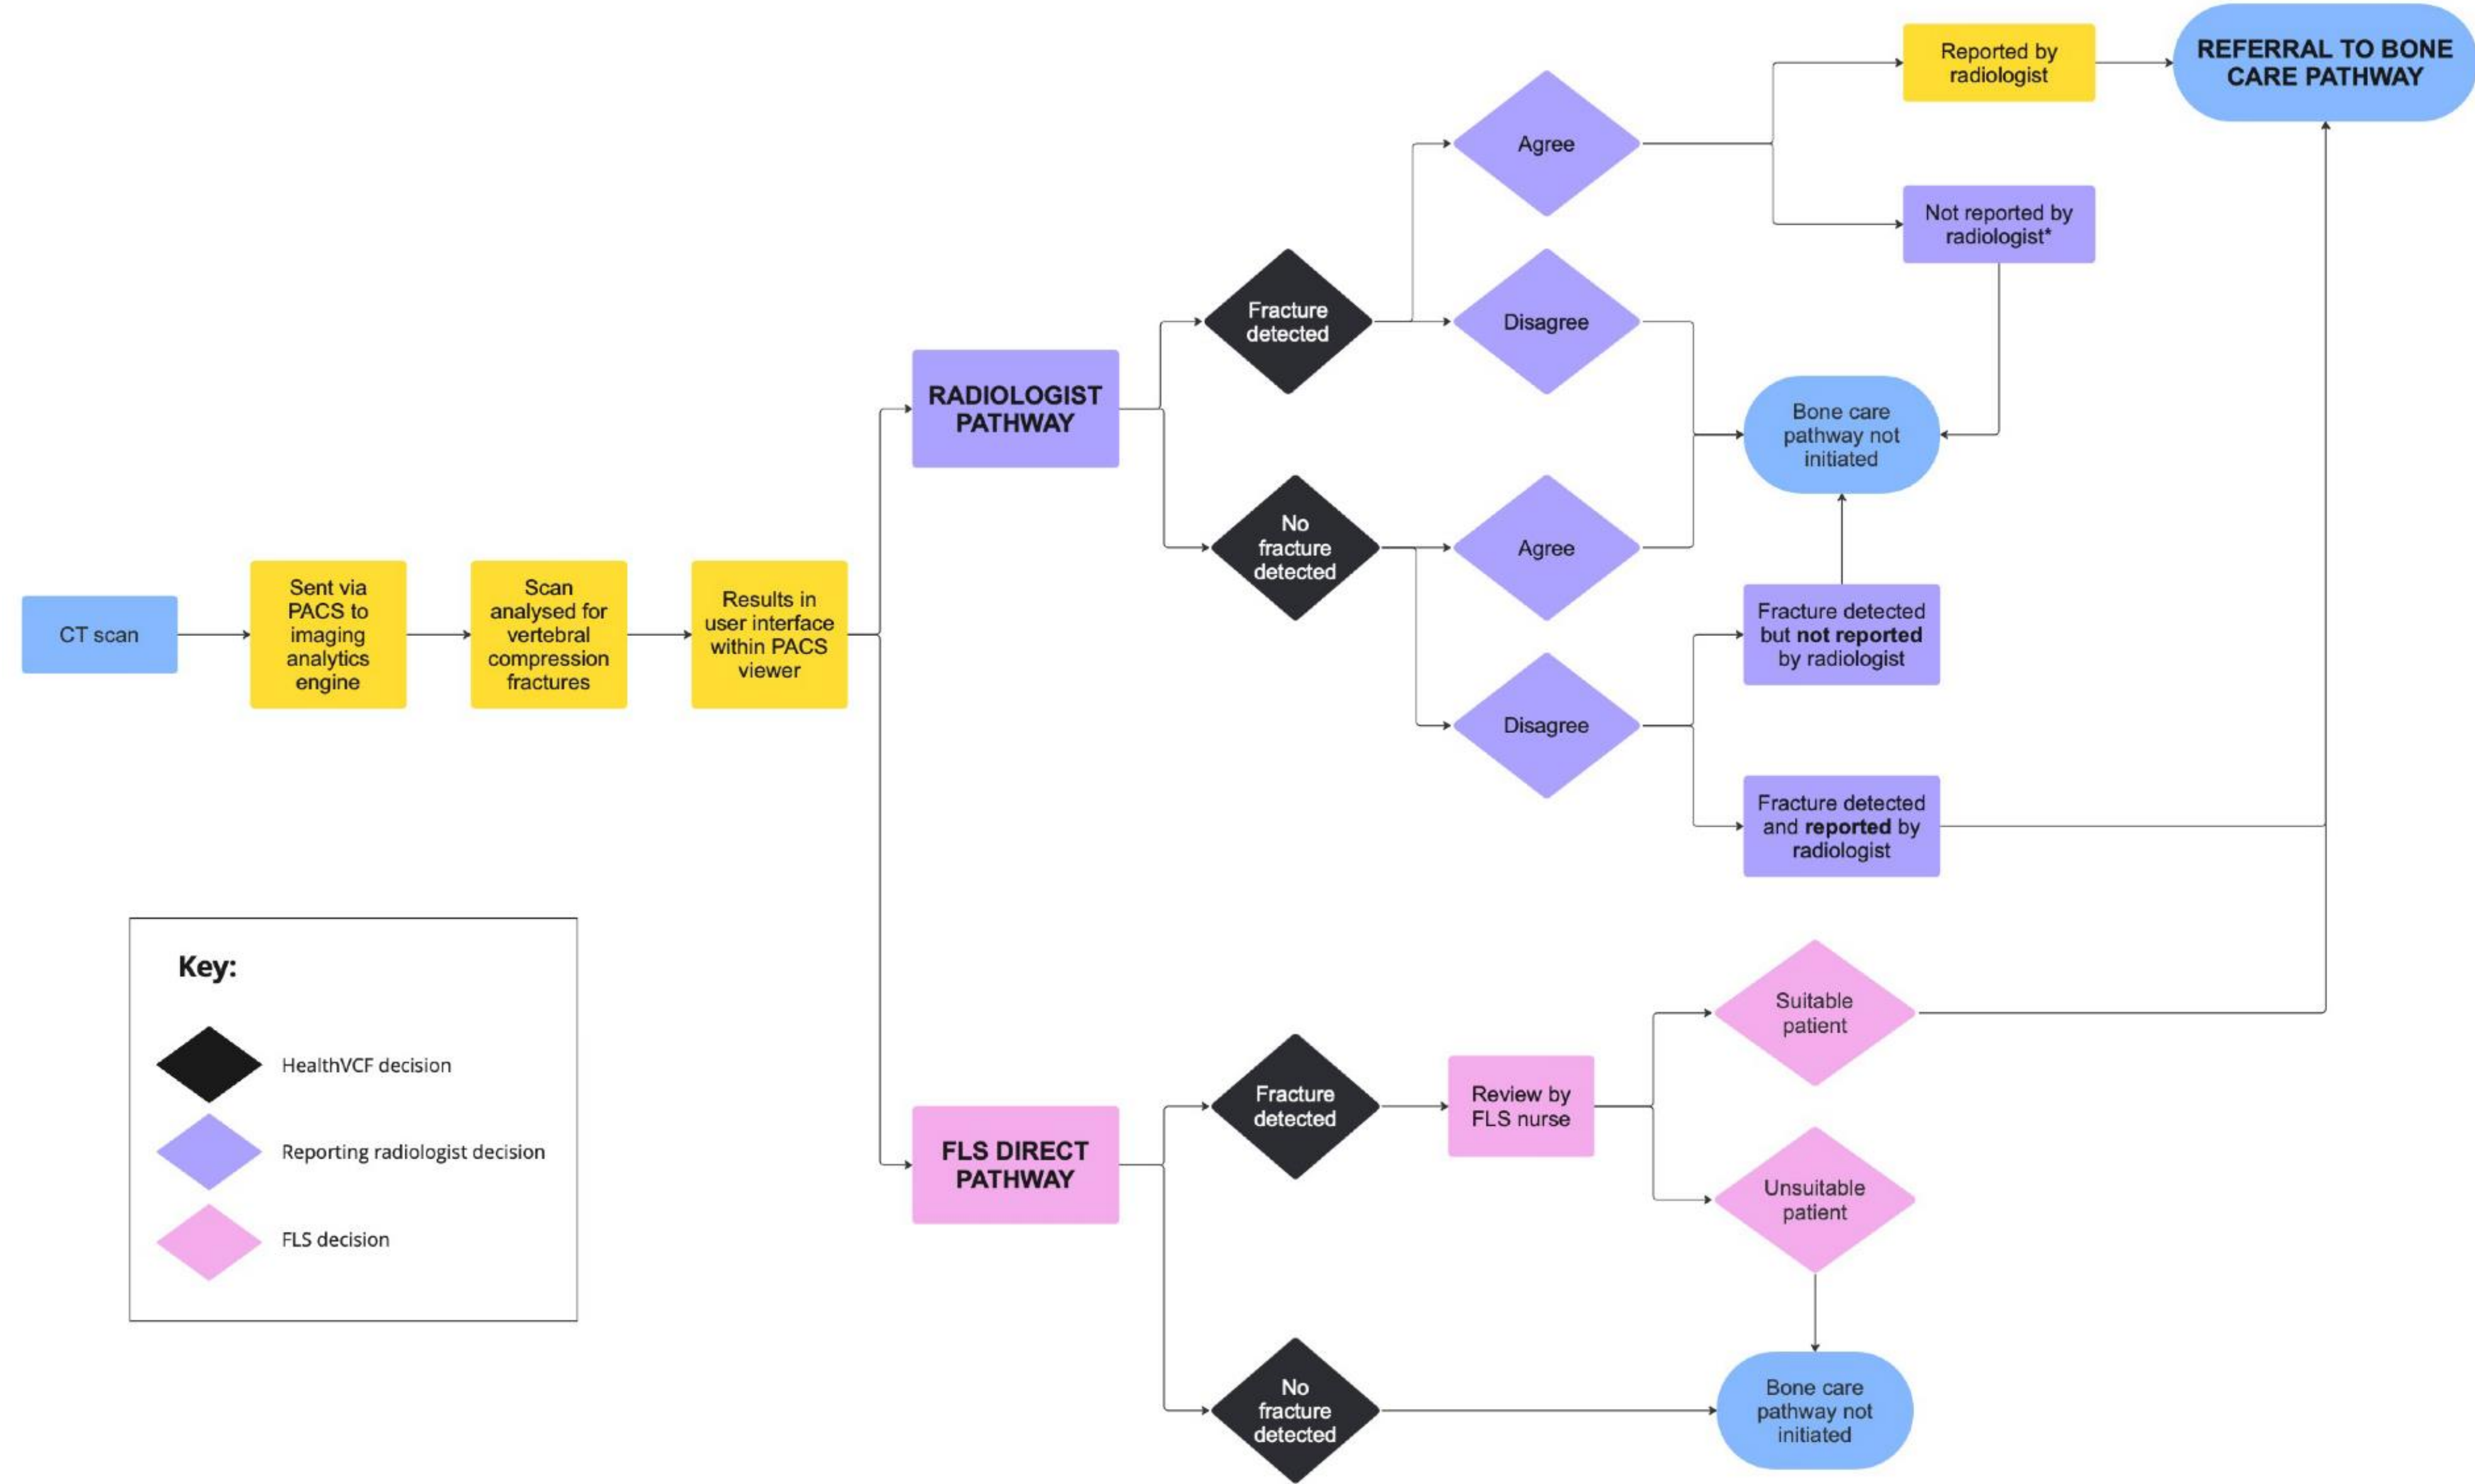 CT scan
Sent via
PACS to
imaging
analytics
engine
Scan
analysed for
vertebral
compression
fractures
Results in
user interface
within PACS
viewer
RADIOLOGIST
PATHWAY
Fracture
detected
Agree
Reported by
radiologist
REFERRAL TO BONE
CARE PATHWAY
Not reported by
radiologist*
Disagree
Bone care
pathway not
initiated
No
fracture
detected
Agree
Disagree
Fracture detected
but not reported
by radiologist
Fracture detected
and reported by
radiologist
FLS DIRECT
PATHWAY
Fracture
detected
Review by
FLS nurse
Suitable
patient
Unsuitable
patient
No
fracture
detected
Bone care
pathway not
initiated
Key:
HealthVCF decision
Reporting radiologist decision
FLS decision